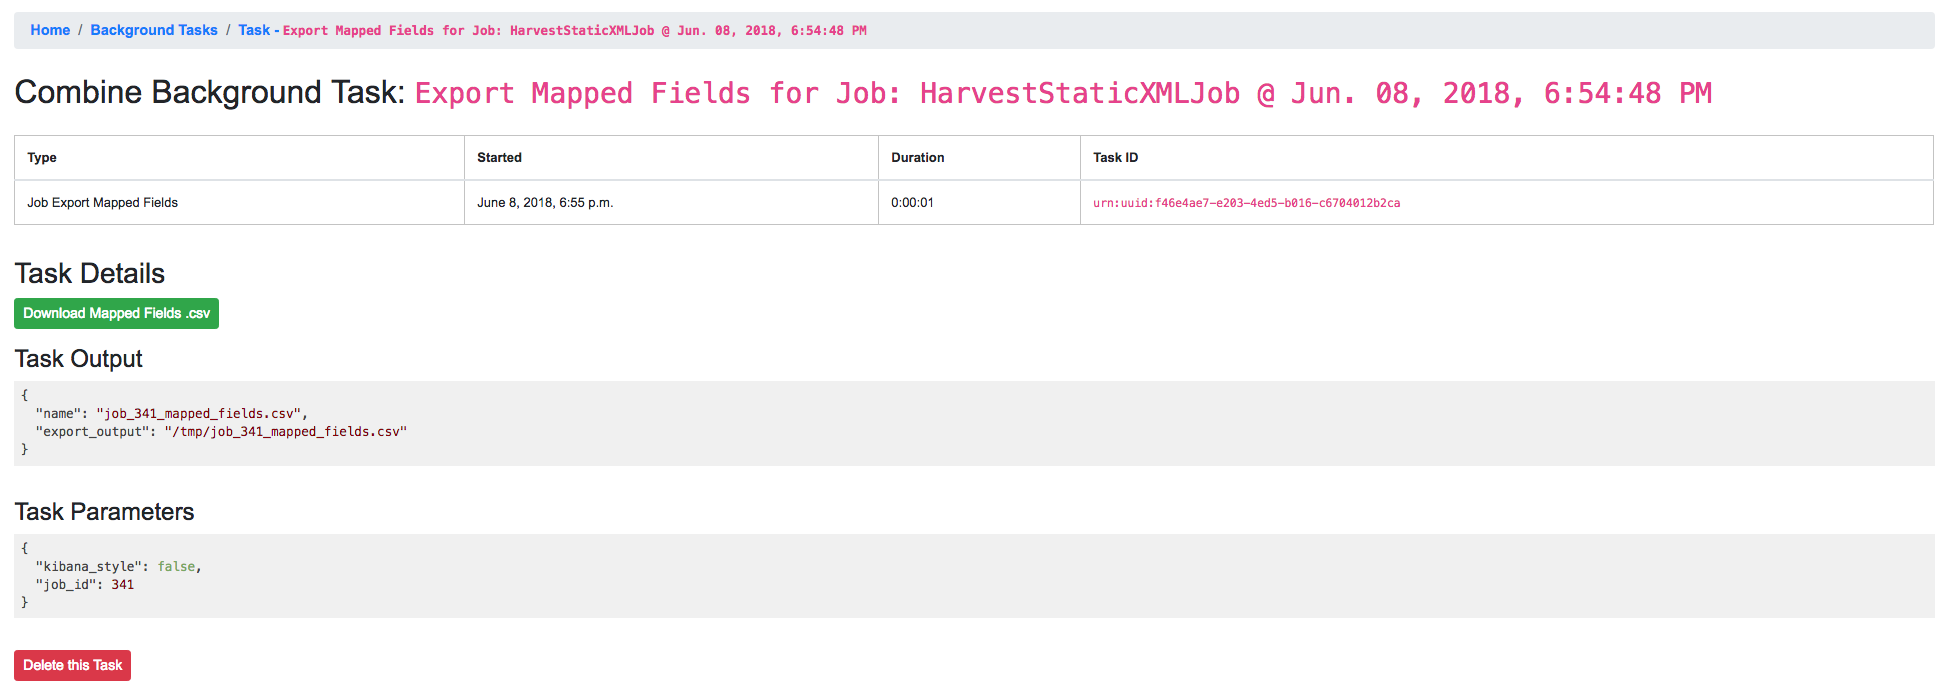 Home / Background Tasks / Task - Export Mapped Fields for Job: HarvestStaticXMLJob @ Jun. 08, 2018, 6:54:48 PM
Combine Background Task: Export Mapped Fields for Job: HarvestStaticXMLJob @ Jun. 08, 2018, 6:54:48 PM
Type Started Duration Task ID
Job Export Mapped Fields June 8, 2018, 6:55 p.m. 0:00:01 urn:uuid:f46e4ae7-e203-4ed5-b016-c6704012b2ca
Task Details
Download Mapped Fields .csv
Task Output
{
"name": "job_341_mapped_fields.csv",
"export_output": "/tmp/job_341_mapped_fields.csv"
}
Task Parameters
{
"kibana_style": false,
"job_id": 341
}
Delete this Task